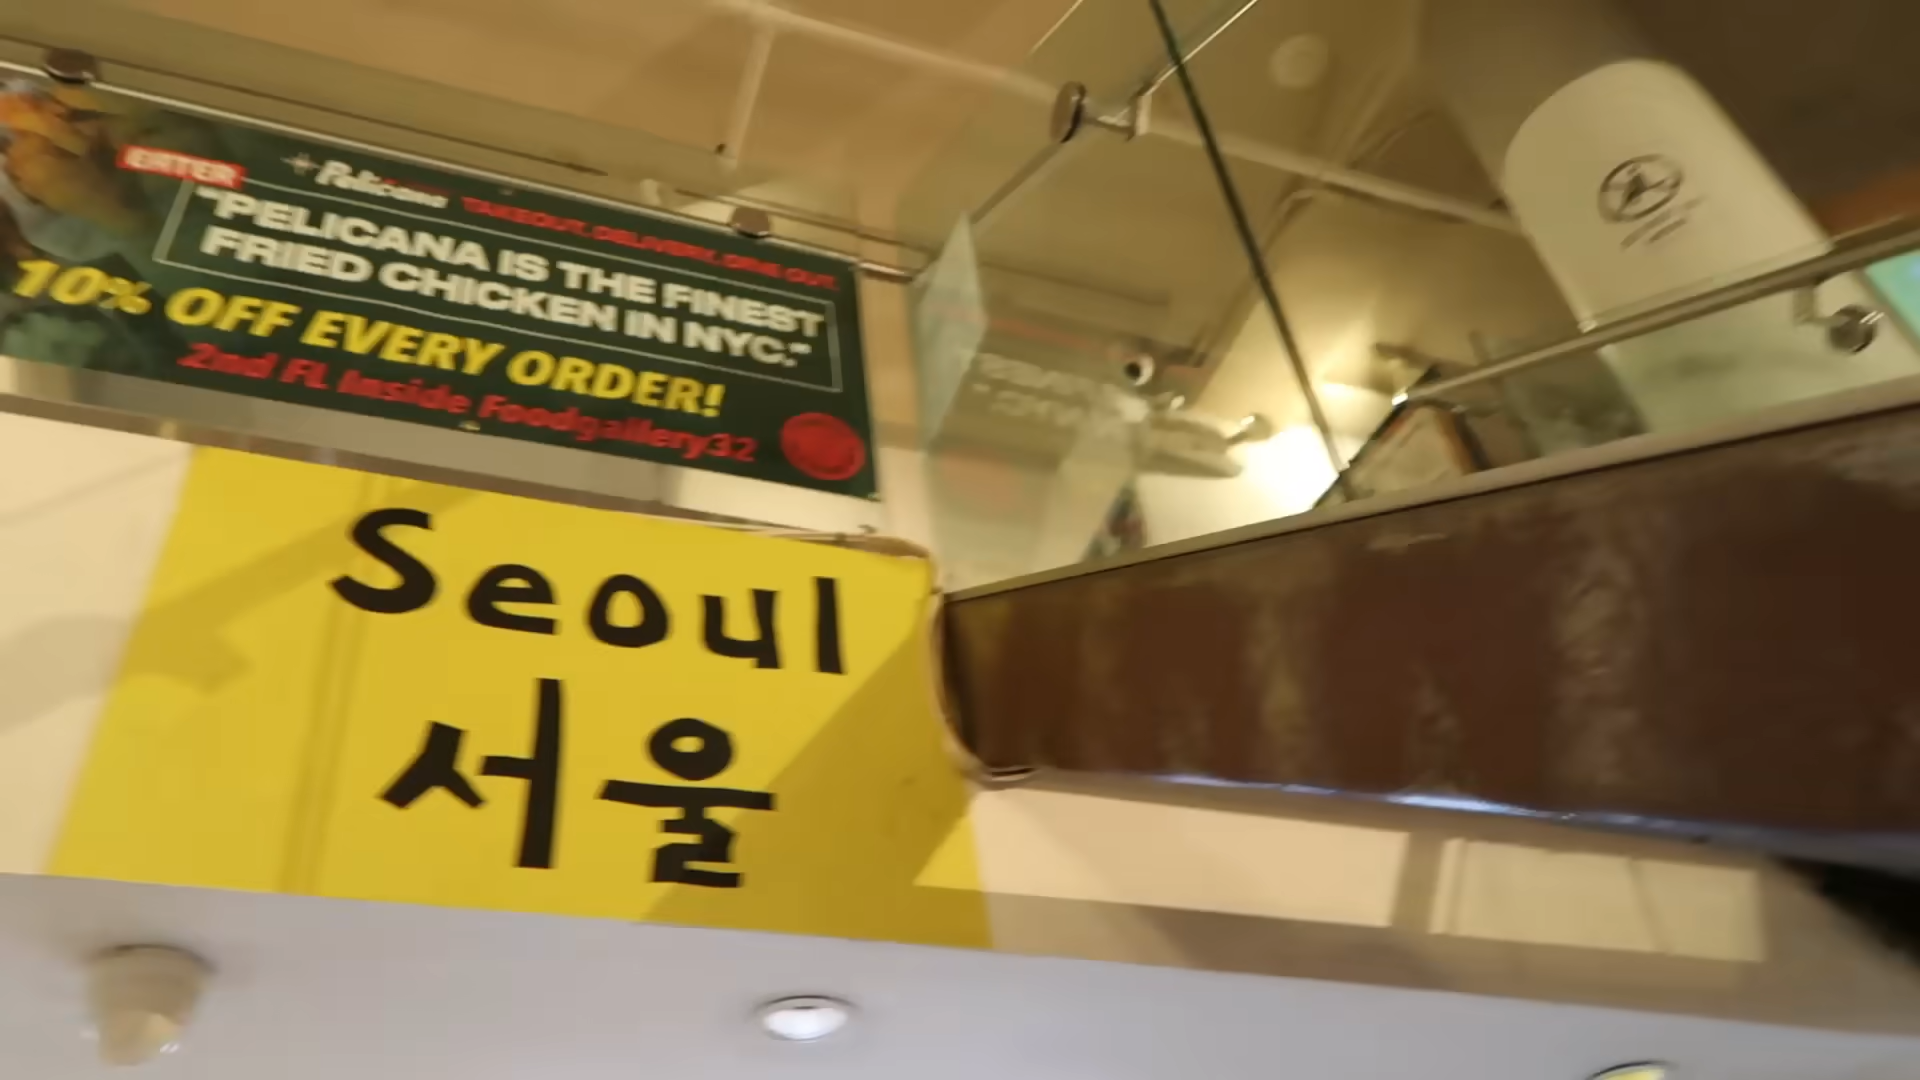 EATER
Pelicana TAKEOUT, DELIVERY, DINE OUT.
"PELICANA IS THE FINEST
FRIED CHICKEN IN NYC."
10% OFF EVERY ORDER!
2nd FL Inside Foodgallery32
Seoul
서울